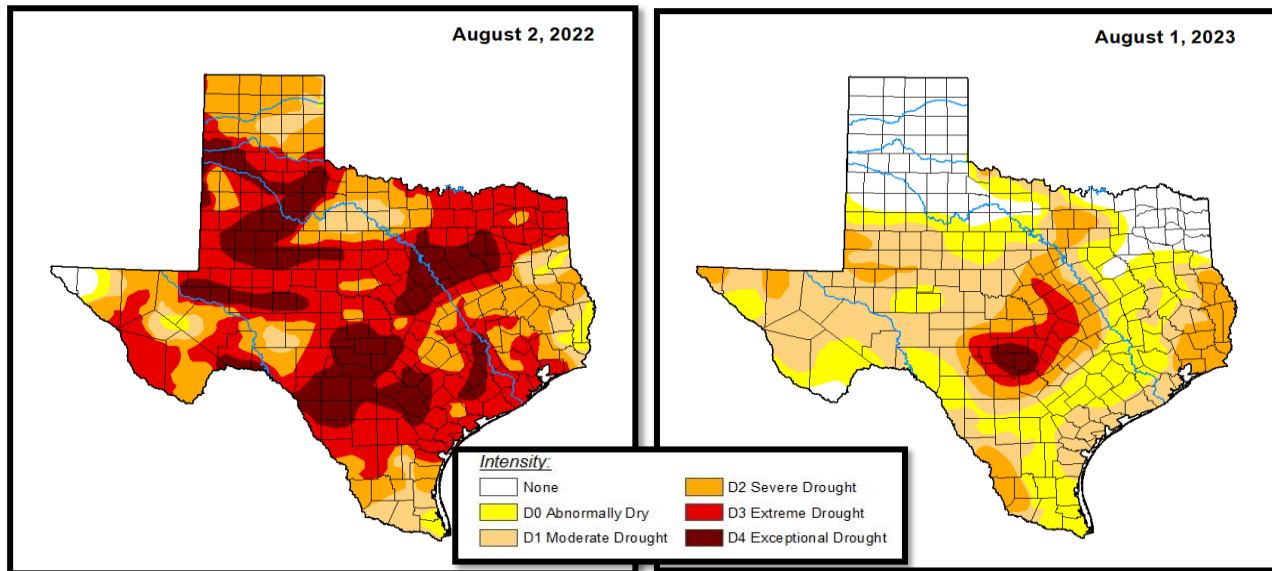 August 2, 2022
August 1, 2023
Intensity:
None
D0 Abnormally Dry
D1 Moderate Drought
D2 Severe Drought
D3 Extreme Drought
D4 Exceptional Drought